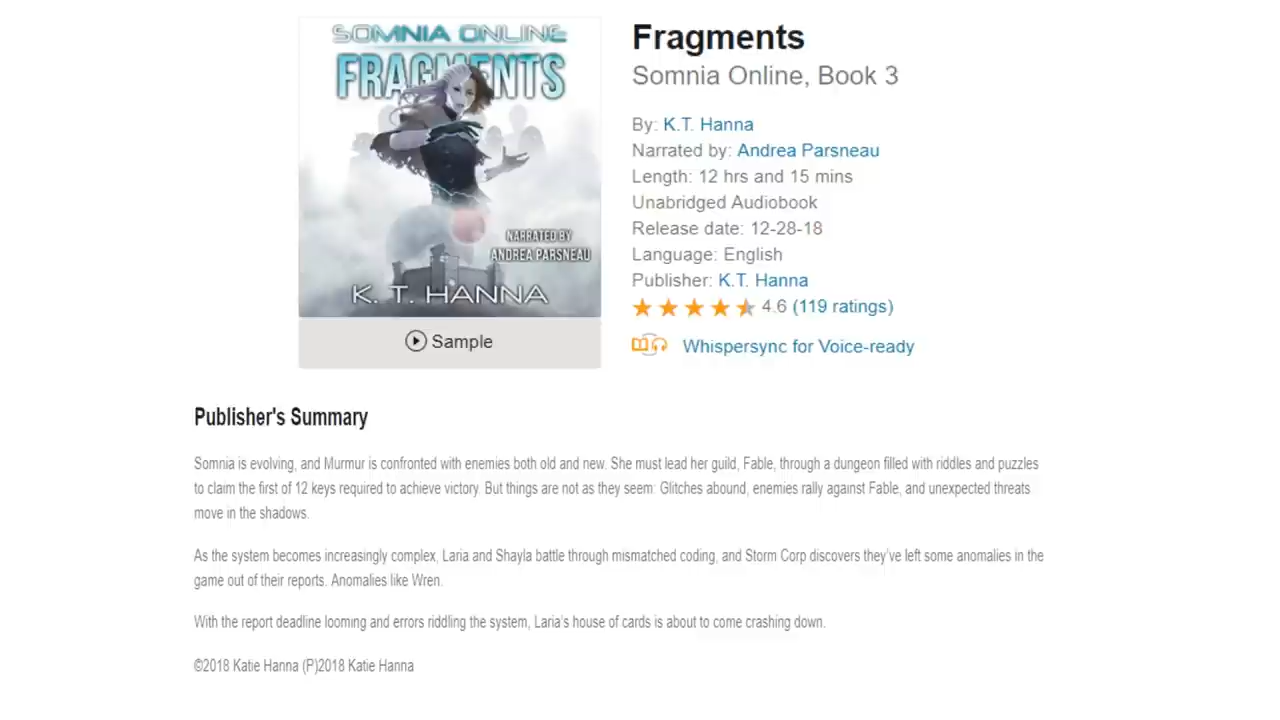 SOMNIA ONLINE
FRAGMENTS
NARRATED BY
ANDREA PARSNEAU
K. T. HANNA
Sample
Fragments
Somnia Online, Book 3
By: K.T. Hanna
Narrated by: Andrea Parsneau
Length: 12 hrs and 15 mins
Unabridged Audiobook
Release date: 12-28-18
Language: English
Publisher: K.T. Hanna
4.6 (119 ratings)
Whispersync for Voice-ready
Publisher's Summary
Somnia is evolving, and Murmur is confronted with enemies both old and new. She must lead her guild, Fable, through a dungeon filled with riddles and puzzles
to claim the first of 12 keys required to achieve victory. But things are not as they seem: Glitches abound, enemies rally against Fable, and unexpected threats
move in the shadows.
As the system becomes increasingly complex, Laria and Shayla battle through mismatched coding, and Storm Corp discovers they've left some anomalies in the
game out of their reports. Anomalies like Wren.
With the report deadline looming and errors riddling the system, Laria's house of cards is about to come crashing down.
©2018 Katie Hanna (P)2018 Katie Hanna